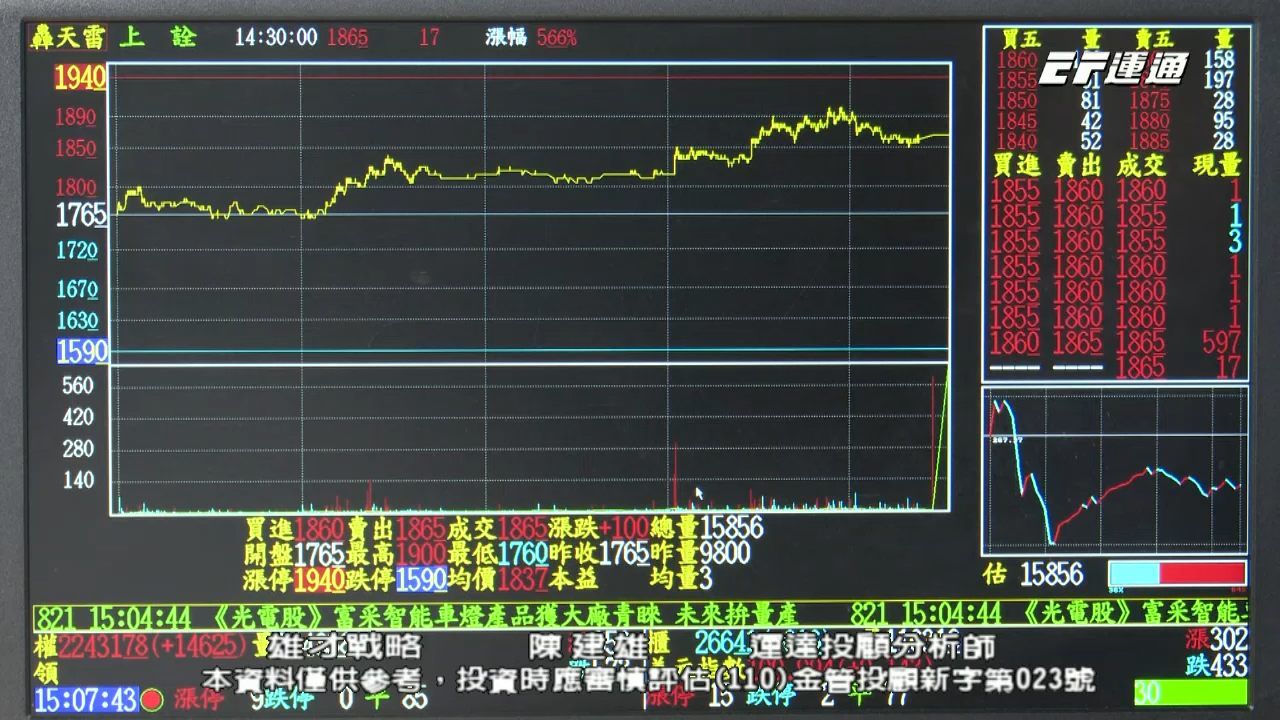 轟天雷 上 詮 14:30:00 1865 17 漲幅 566%
1940
1890
1850
1800
1765
1720
1670
1630
1590
560
420
280
140
買五 量 賣五 量
1860 158
1855 197
1850 81 1875 28
1845 42 1880 95
1840 52 1885 28
EF運通
買進 賣出 成交 現量
1855 1860 1860 1
1855 1860 1855 1
1855 1860 1855 3
1855 1860 1860 1
1855 1860 1860 1
1855 1860 1860 1
1860 1865 1865 597
---- ---- 1865 17
267.37
買進1860賣出1865成交1865漲跌+100總量15856
開盤1765最高1900最低1760昨收1765昨量9800
漲停1940跌停1590均價1837本益 均量3
估 15856
36% 64%
821 15:04:44 《光電股》富采智能車燈產品獲大廠青睞 未來拚量產 821 15:04:44 《光電股》富采智能車
權2243178(+14625) 量 櫃 漲302
雄才戰略 陳建雄 運達投顧分析師
領 跌433
本資料僅供參考，投資時應審慎評估(110)金管投顧新字第023號
15:07:43 漲停 9跌停 0 平 85 漲停 15 跌停 2 平 77
30